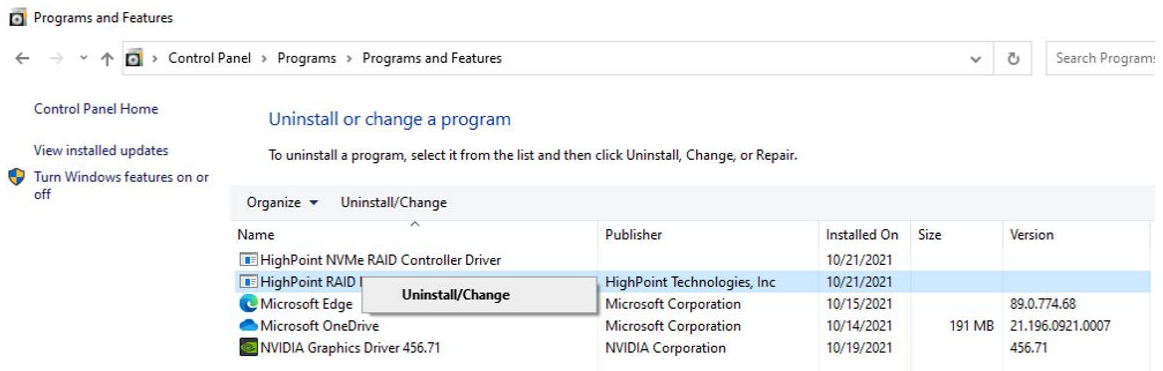 Programs and Features
Control Panel > Programs > Programs and Features
Search Program
Control Panel Home
View installed updates
Turn Windows features on or
off
Uninstall or change a program
To uninstall a program, select it from the list and then click Uninstall, Change, or Repair.
Organize Uninstall/Change
Name Publisher Installed On Size Version
HighPoint NVMe RAID Controller Driver 10/21/2021
HighPoint RAID HighPoint Technologies, Inc 10/21/2021
Uninstall/Change
Microsoft Edge Microsoft Corporation 10/15/2021 89.0.774.68
Microsoft OneDrive Microsoft Corporation 10/14/2021 191 MB 21.196.0921.0007
NVIDIA Graphics Driver 456.71 NVIDIA Corporation 10/19/2021 456.71